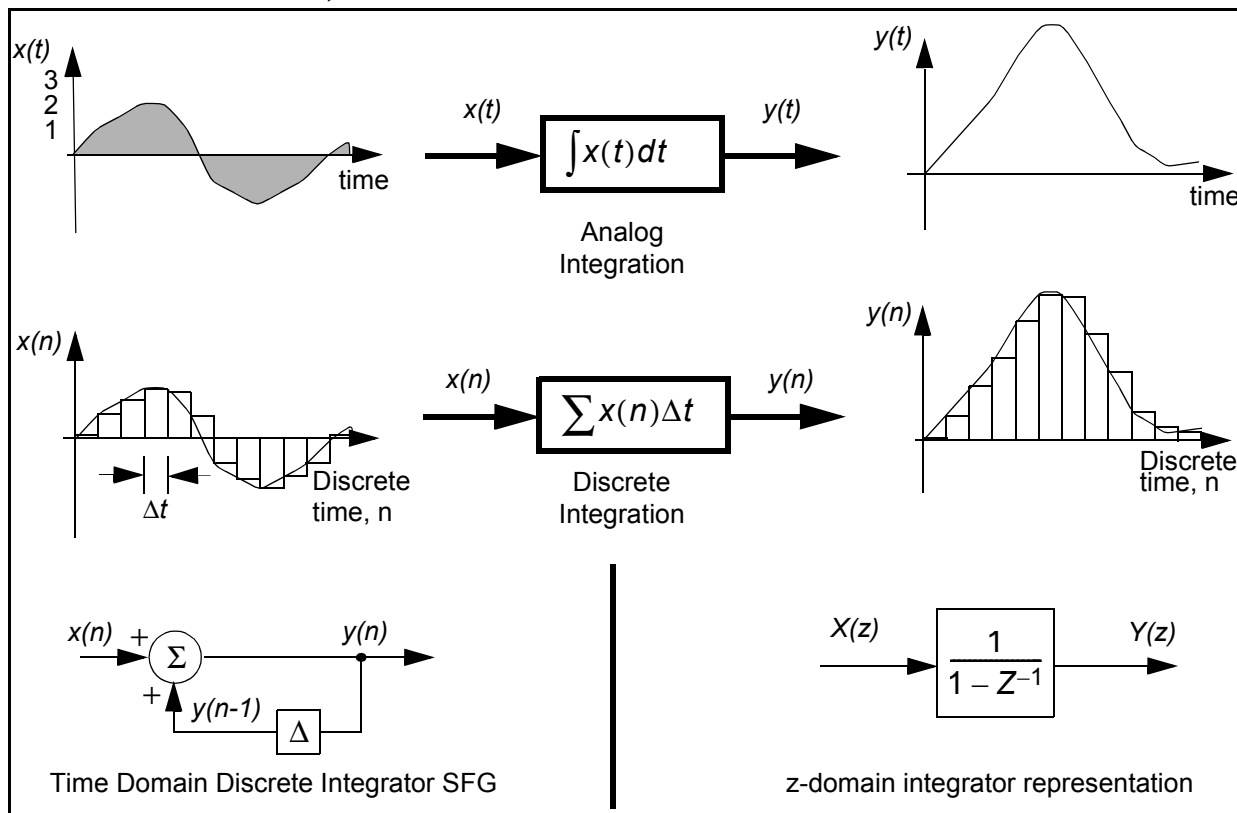 x(t)
3
2
1
time
x(t)
∫x(t)dt
y(t)
Analog
Integration
y(t)
time
x(n)
Δt
Discrete
time, n
x(n)
∑ x(n)Δt
y(n)
Discrete
Integration
y(n)
Discrete
time, n
x(n)
+
Σ
+
y(n)
y(n-1)
Δ
Time Domain Discrete Integrator SFG
X(z)
1
1 – Z⁻¹
Y(z)
z-domain integrator representation